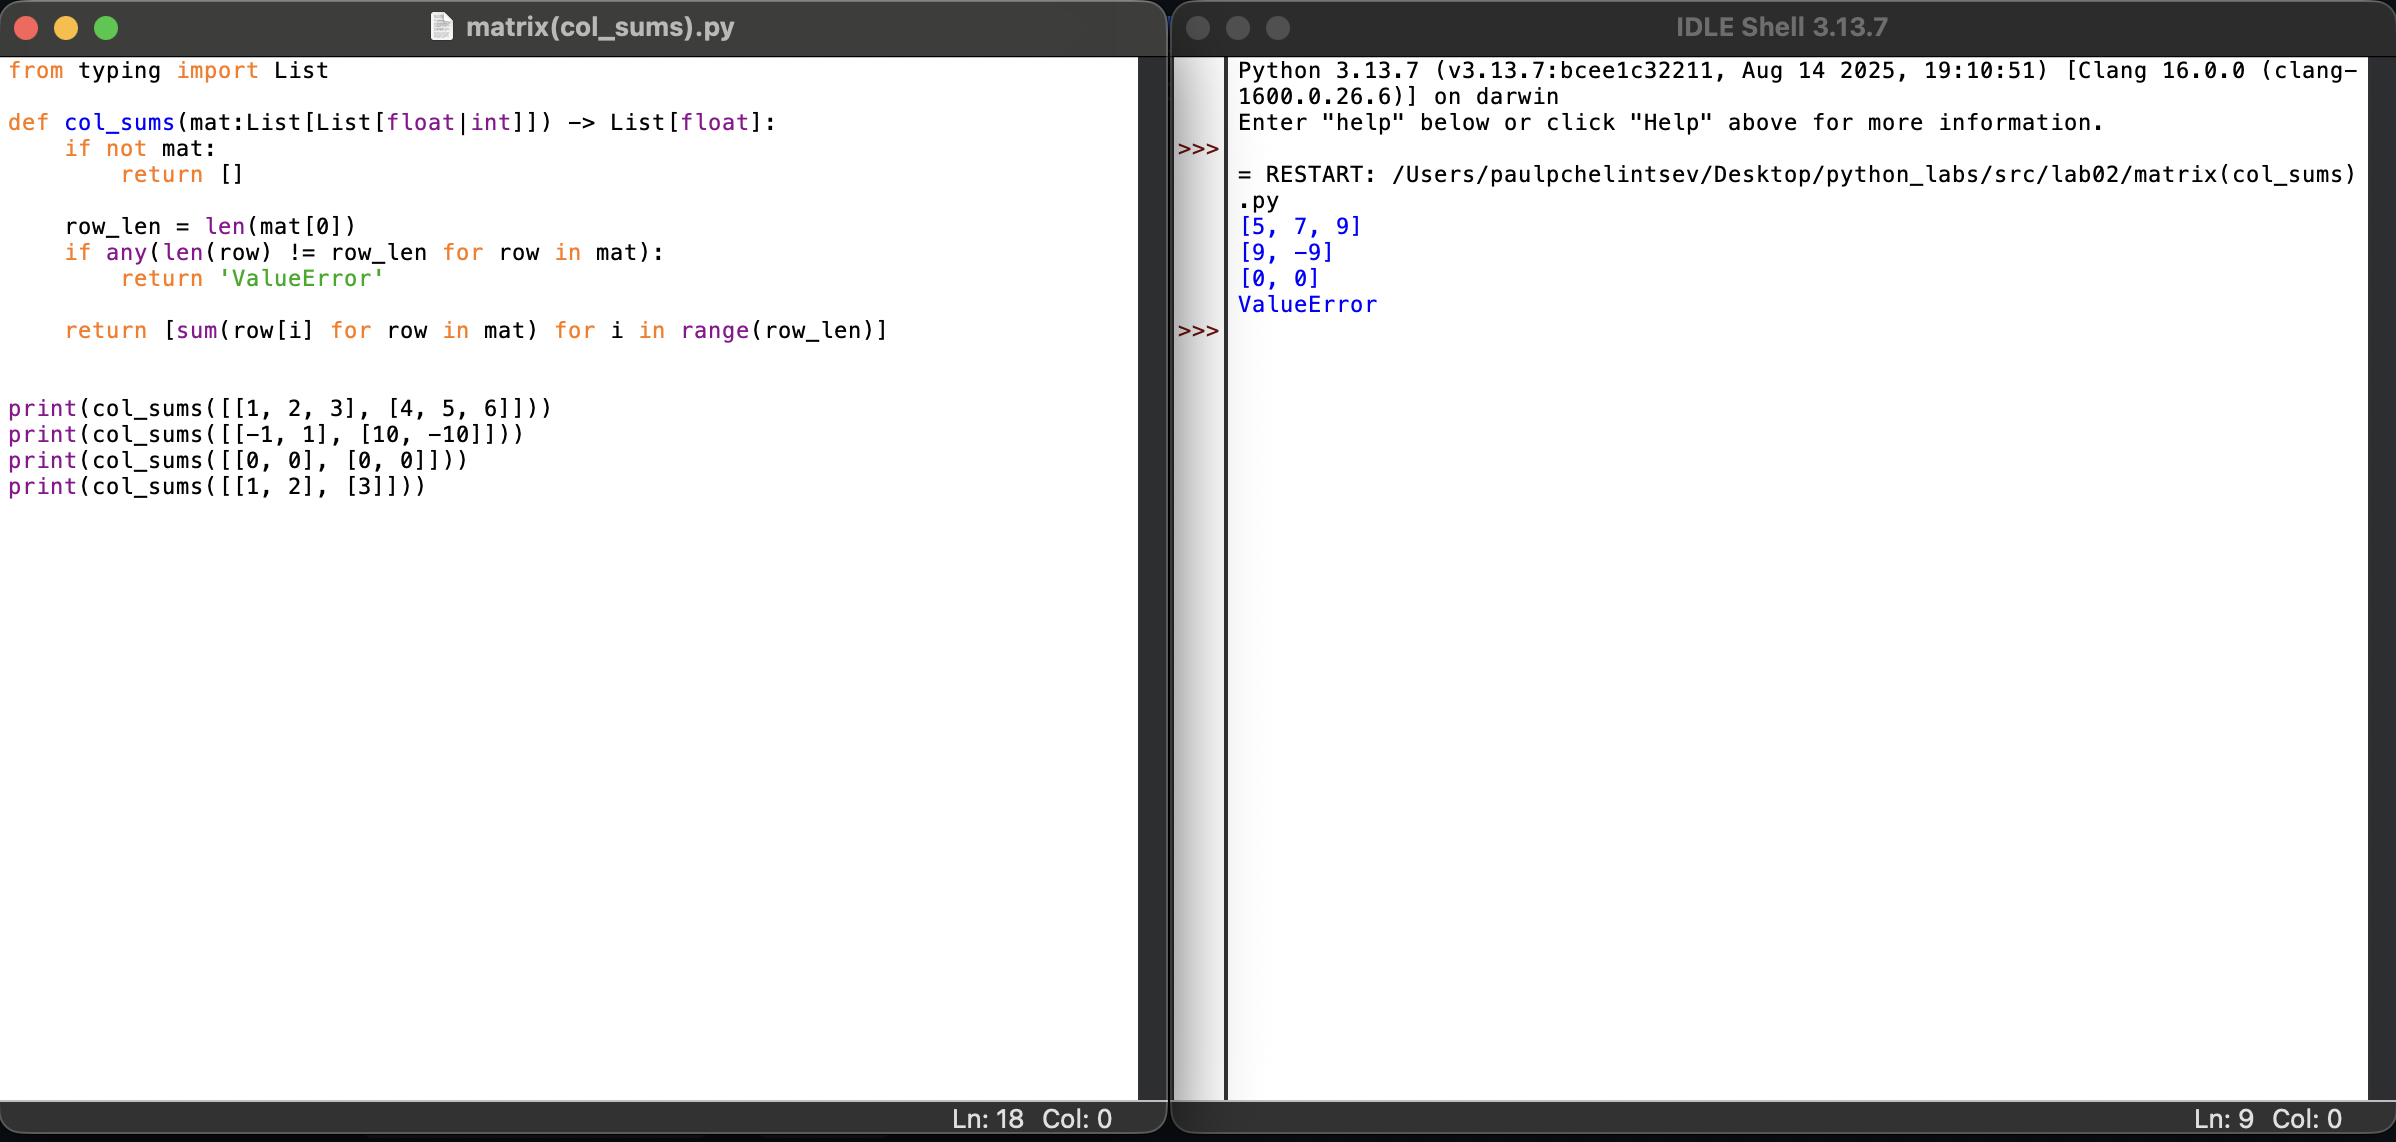 matrix(col_sums).py
from typing import List

def col_sums(mat:List[List[float|int]]) -> List[float]:
    if not mat:
        return []

    row_len = len(mat[0])
    if any(len(row) != row_len for row in mat):
        return 'ValueError'

    return [sum(row[i] for row in mat) for i in range(row_len)]


print(col_sums([[1, 2, 3], [4, 5, 6]]))
print(col_sums([[-1, 1], [10, -10]]))
print(col_sums([[0, 0], [0, 0]]))
print(col_sums([[1, 2], [3]]))
Ln: 18 Col: 0
IDLE Shell 3.13.7
Python 3.13.7 (v3.13.7:bcee1c32211, Aug 14 2025, 19:10:51) [Clang 16.0.0 (clang-
1600.0.26.6)] on darwin
Enter "help" below or click "Help" above for more information.
>>>
= RESTART: /Users/paulpchelintsev/Desktop/python_labs/src/lab02/matrix(col_sums)
.py
[5, 7, 9]
[9, -9]
[0, 0]
ValueError
>>>
Ln: 9 Col: 0